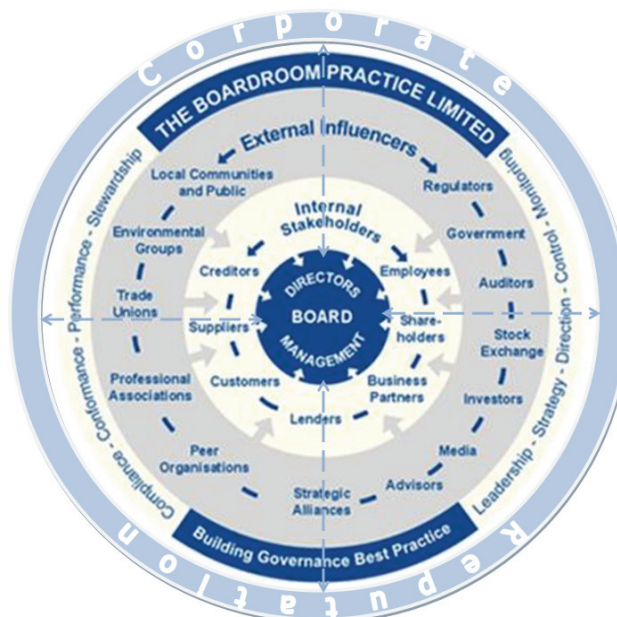 Corporate
THE BOARDROOM PRACTICE LIMITED
External Influencers
Local Communities
and Public
Regulators
Environmental
Groups
Government
Trade
Unions
Auditors
Stock
Exchange
Professional
Associations
Investors
Peer
Organisations
Media
Strategic
Alliances
Advisors
Internal
Stakeholders
Creditors
Employees
Suppliers
Share-
holders
Customers
Business
Partners
Lenders
DIRECTORS
BOARD
MANAGEMENT
Compliance - Conformance - Performance - Stewardship
Leadership - Strategy - Direction - Control - Monitoring
Building Governance Best Practice
Reputation